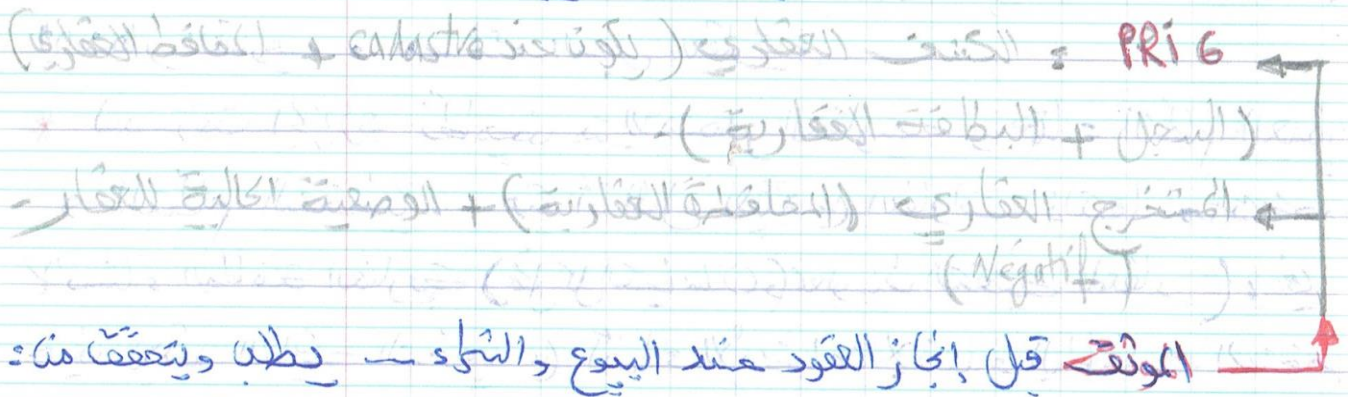 PRi 6 : الكشف العقاري (يكون عند cadastre + المحافظ العقاري)
(السجل + البطاقة العقارية).
المستخرج العقاري (المحافظة العقارية) + الوضعية الحالية للعقار -
(Négatif)
الموثق قبل إنجاز العقود عند البيوع والشراء - يطلب ويتحقق من :